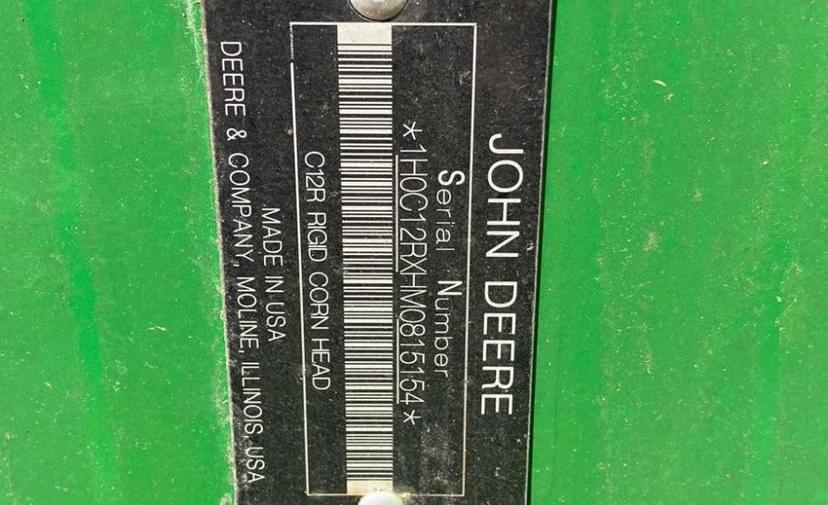 JOHN DEERE
Serial Number
*1H0C12RXHM0815154*
C12R RIGID CORN HEAD
MADE IN USA
DEERE & COMPANY, MOLINE, ILLINOIS, USA